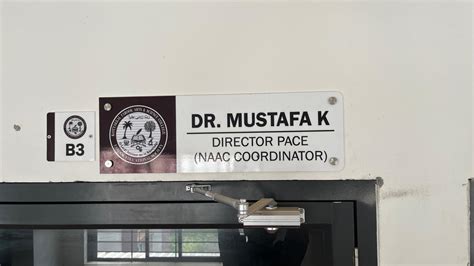 B3
DR. MUSTAFA K
DIRECTOR PACE
(NAAC COORDINATOR)